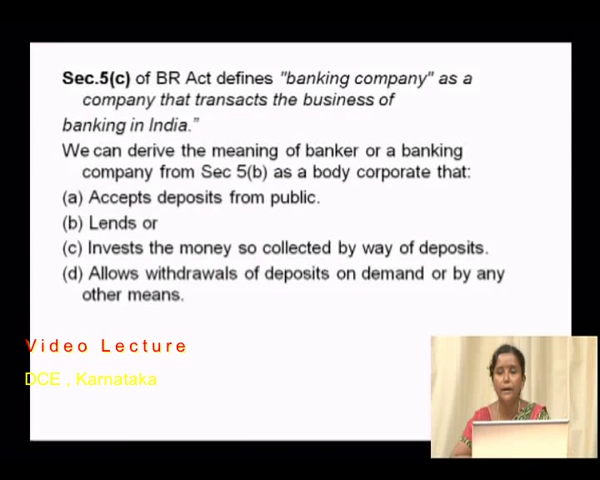 Sec.5(c) of BR Act defines "banking company" as a
company that transacts the business of
banking in India."
We can derive the meaning of banker or a banking
company from Sec 5(b) as a body corporate that:
(a) Accepts deposits from public.
(b) Lends or
(c) Invests the money so collected by way of deposits.
(d) Allows withdrawals of deposits on demand or by any
other means.
Video Lecture
DCE , Karnataka